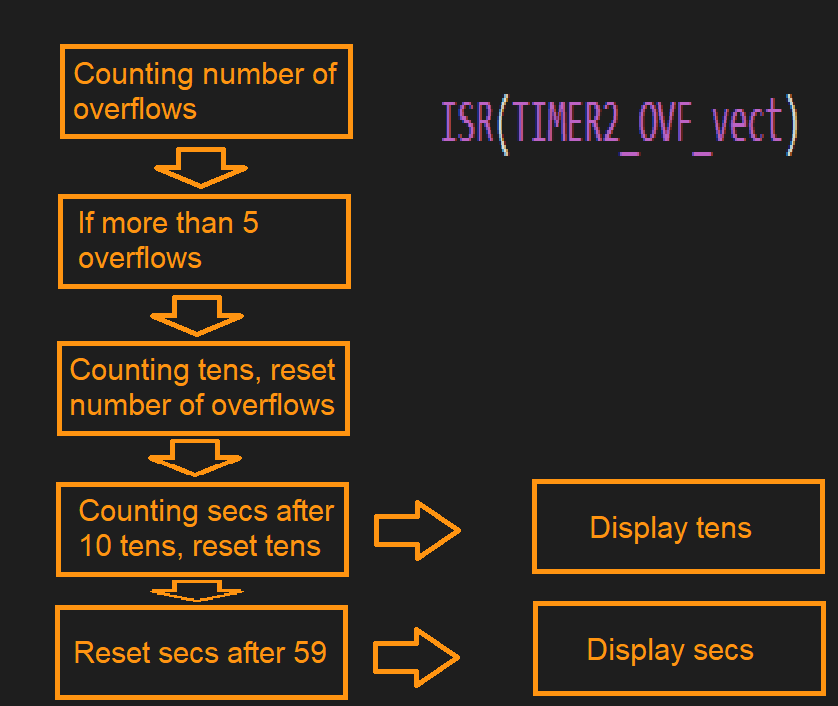 Counting number of
overflows
ISR(TIMER2_OVF_vect)
If more than 5
overflows
Counting tens, reset
number of overflows
Counting secs after
10 tens, reset tens
Display tens
Reset secs after 59
Display secs